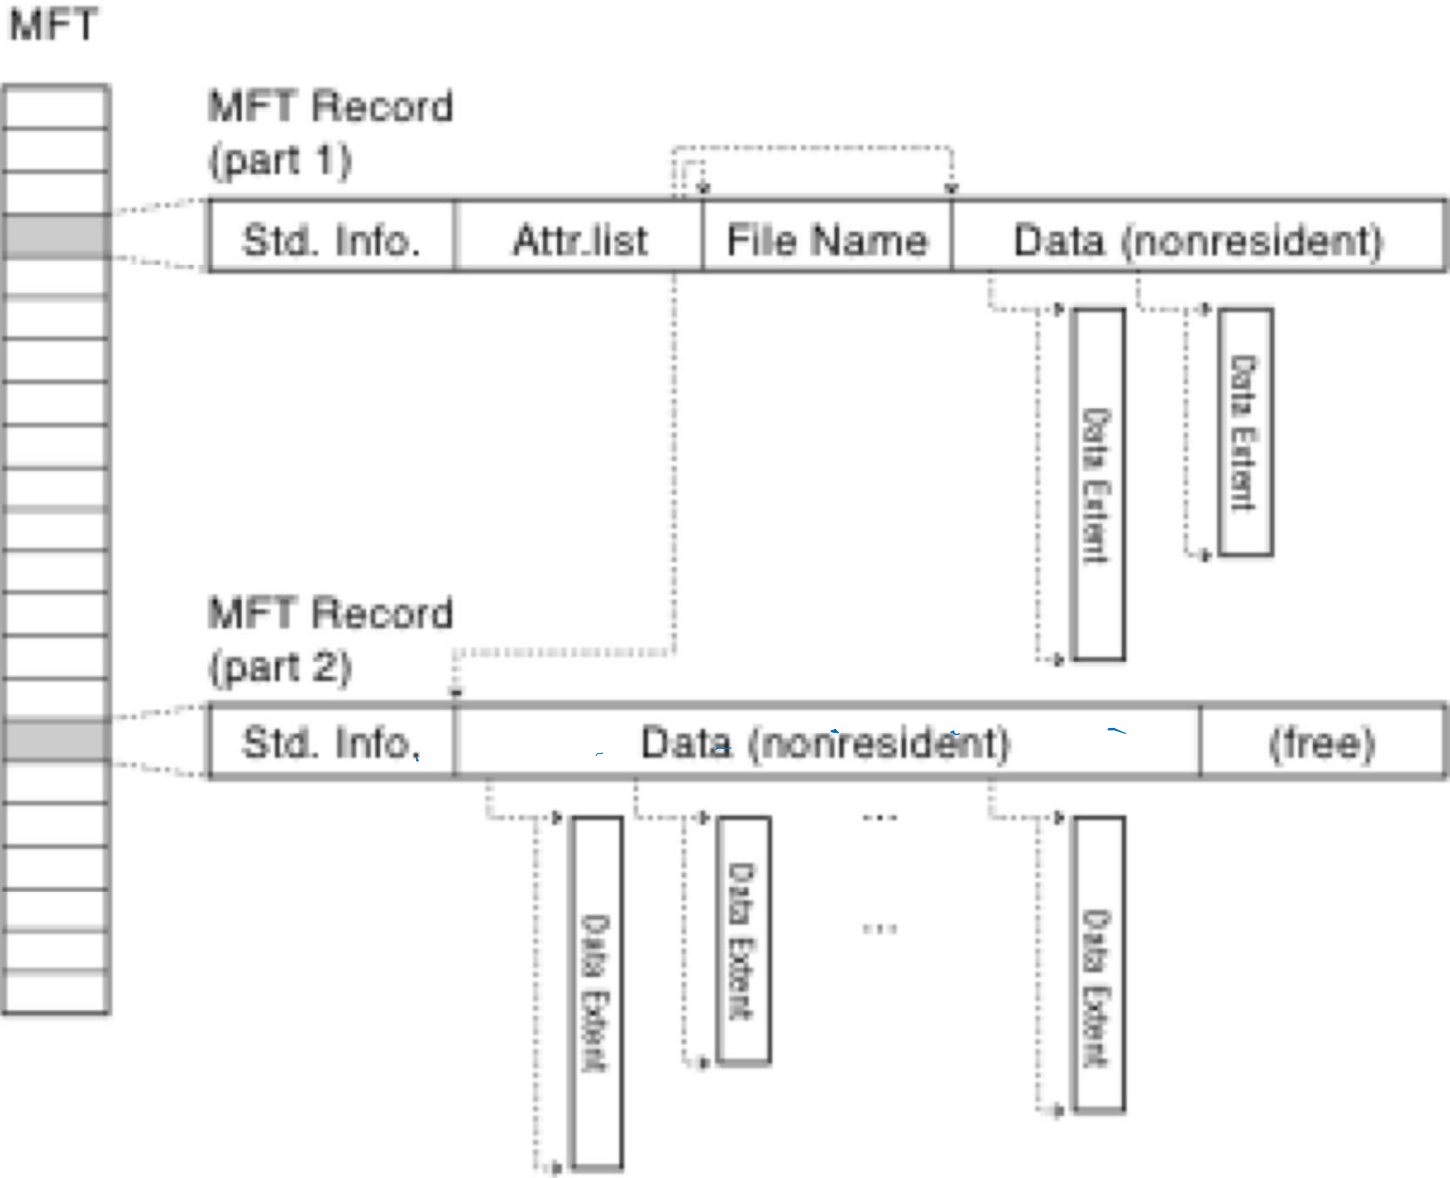 MFT
MFT Record
(part 1)
Std. Info.
Attr.list
File Name
Data (nonresident)
Data Extent
Data Extent
MFT Record
(part 2)
Std. Info.
Data (nonresident)
(free)
Data Extent
Data Extent
...
...
Data Extent